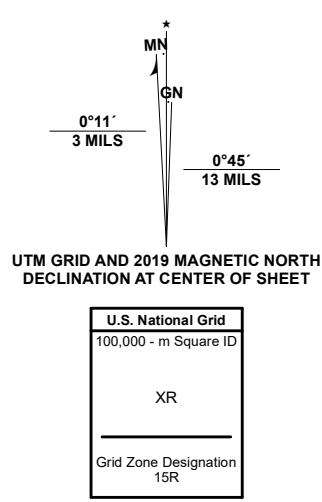 MN
GN
0°11´
3 MILS
0°45´
13 MILS
UTM GRID AND 2019 MAGNETIC NORTH
DECLINATION AT CENTER OF SHEET
U.S. National Grid
100,000 - m Square ID
XR
Grid Zone Designation
15R